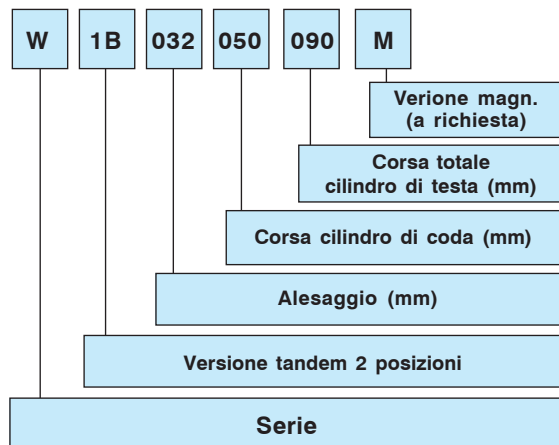 W 1B 032 050 090 M
Verione magn.
(a richiesta)
Corsa totale
cilindro di testa (mm)
Corsa cilindro di coda (mm)
Alesaggio (mm)
Versione tandem 2 posizioni
Serie